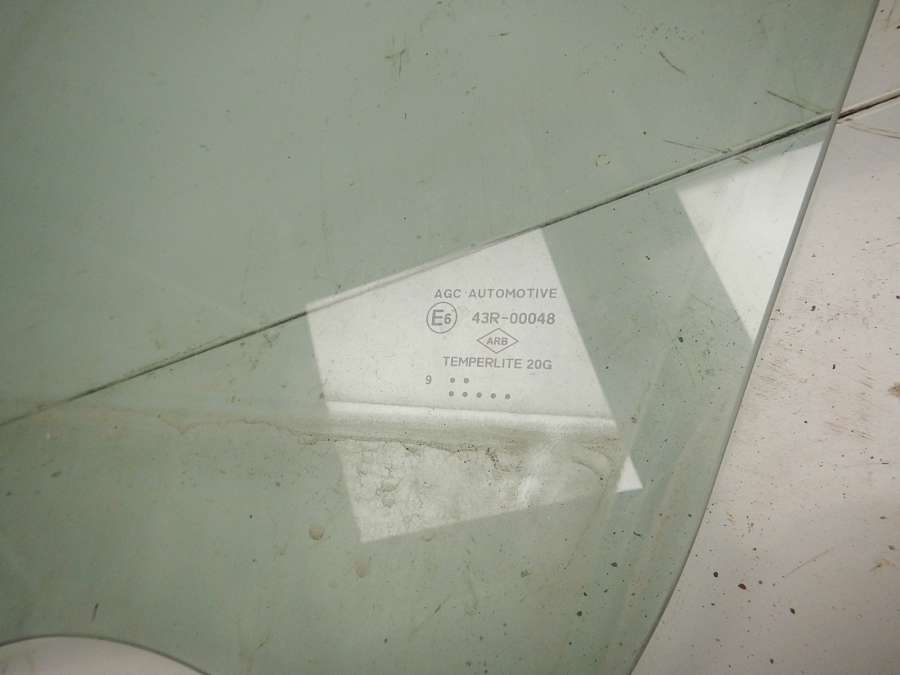 AGC AUTOMOTIVE
E6 43R-00048
ARB
TEMPERLITE 20G
9